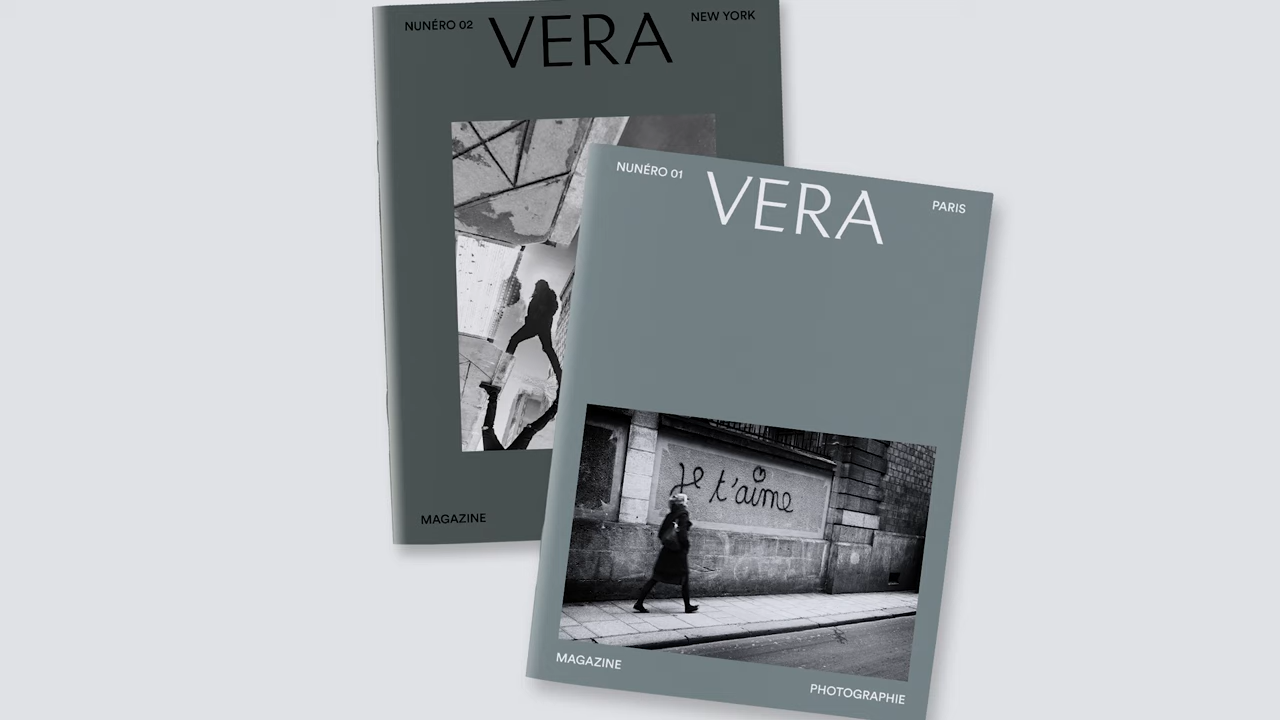 NUNÉRO 02
VERA
NEW YORK
MAGAZINE
NUNÉRO 01
VERA
PARIS
je t'aime
MAGAZINE
PHOTOGRAPHIE